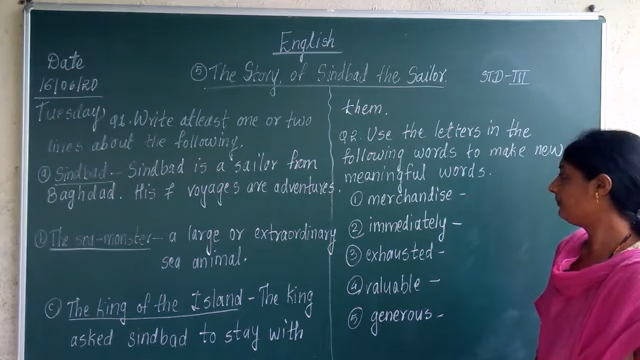 English
Date
16/06/20
Tuesday
⑤ The Story of Sindbad the Sailor
STD-III
Q1. Write atleast one or two
lines about the following.
ⓐ Sindbad - Sindbad is a sailor from
Baghdad. His 7 voyages are adventures.
The sea-monster - a large or extraordinary
sea animal.
ⓒ The king of the Island - The king
asked sindbad to stay with
them.
Q2. Use the letters in the
following words to make new
meaningful words.
① merchandise -
② immediately -
③ exhausted -
④ valuable -
⑤ generous -